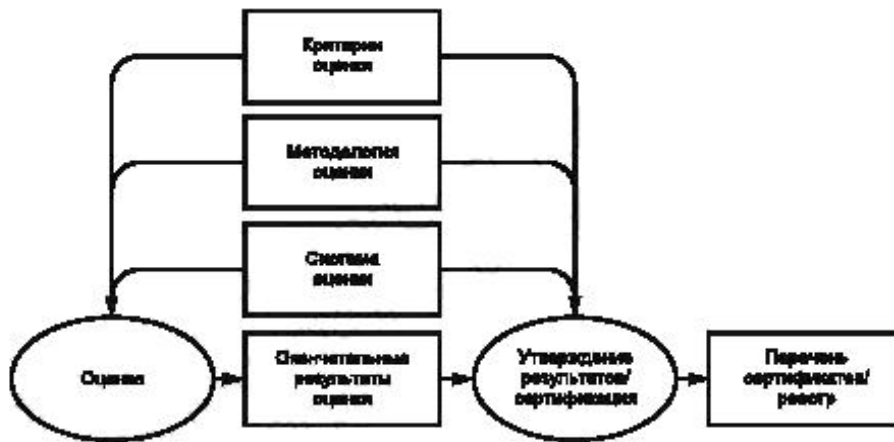 Критерии
оценки
Методология
оценки
Система
оценки
Оценка
Окончательные
результаты
оценки
Утверждение
результатов/
сертификация
Перечень
сертификатов/
реестр